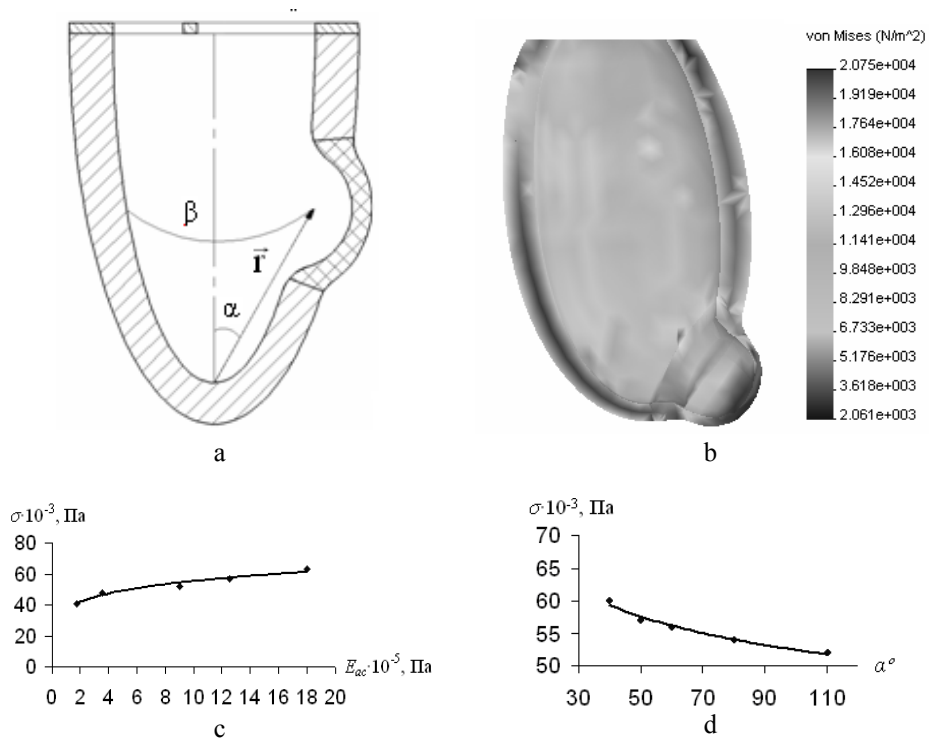 β
r
α
a
von Mises (N/m^2)
2.075e+004
1.919e+004
1.764e+004
1.608e+004
1.452e+004
1.296e+004
1.141e+004
9.848e+003
8.291e+003
6.733e+003
5.176e+003
3.618e+003
2.061e+003
b
σ·10⁻³, Па
80
60
40
20
0
0 2 4 6 8 10 12 14 16 18 20
E_ac·10⁻⁵, Па
c
σ·10⁻³, Па
70
65
60
55
50
30 50 70 90 110
α°
d